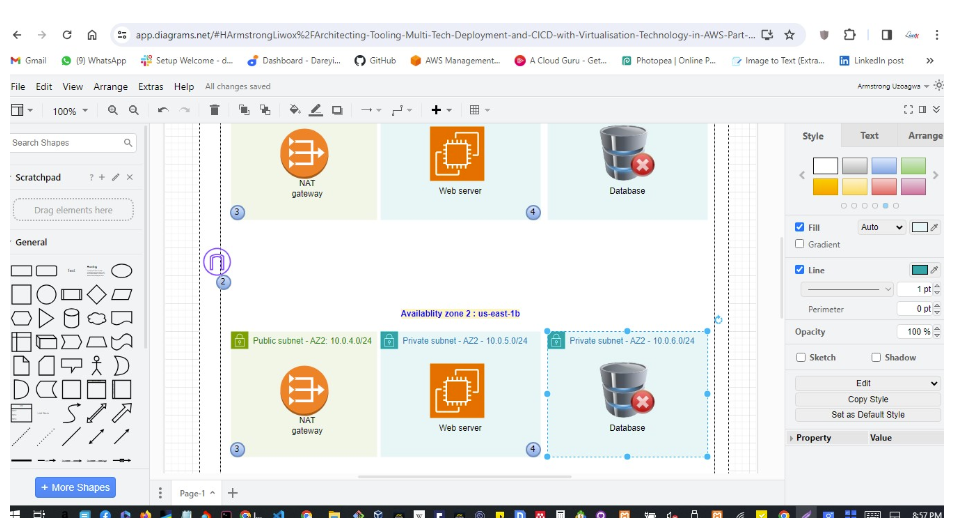 app.diagrams.net/#HArmstrongLiwox%2FArchitecting-Tooling-Multi-Tech-Deployment-and-CICD-with-Virtualisation-Technology-in-AWS-Part-...
Gmail (9) WhatsApp Setup Welcome - d... Dashboard - Dareyi... GitHub AWS Management... A Cloud Guru - Get... Photopea | Online P... Image to Text (Extra... LinkedIn post »
File Edit View Arrange Extras Help All changes saved Armstrong Uzoagwa
100%
Search Shapes
Style Text Arrange
Scratchpad ?
Drag elements here
General
Text
NAT
gateway
Web server
Database
3
4
2
Availablity zone 2 : us-east-1b
Public subnet - AZ2: 10.0.4.0/24
Private subnet - AZ2 - 10.0.5.0/24
Private subnet - AZ2 - 10.0.6.0/24
NAT
gateway
Web server
Database
3
4
Fill Auto
Gradient
Line
1 pt
Perimeter 0 pt
Opacity 100 %
Sketch Shadow
Edit
Copy Style
Set as Default Style
Property Value
+ More Shapes
Page-1
8:57 PM